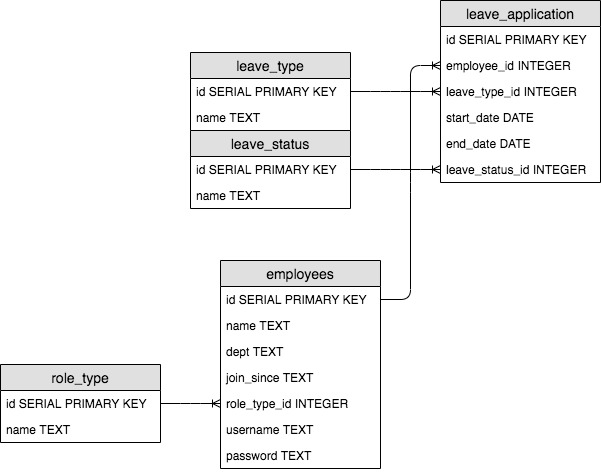 leave_application
id SERIAL PRIMARY KEY
employee_id INTEGER
leave_type_id INTEGER
start_date DATE
end_date DATE
leave_status_id INTEGER
leave_type
id SERIAL PRIMARY KEY
name TEXT
leave_status
id SERIAL PRIMARY KEY
name TEXT
employees
id SERIAL PRIMARY KEY
name TEXT
dept TEXT
join_since TEXT
role_type_id INTEGER
username TEXT
password TEXT
role_type
id SERIAL PRIMARY KEY
name TEXT